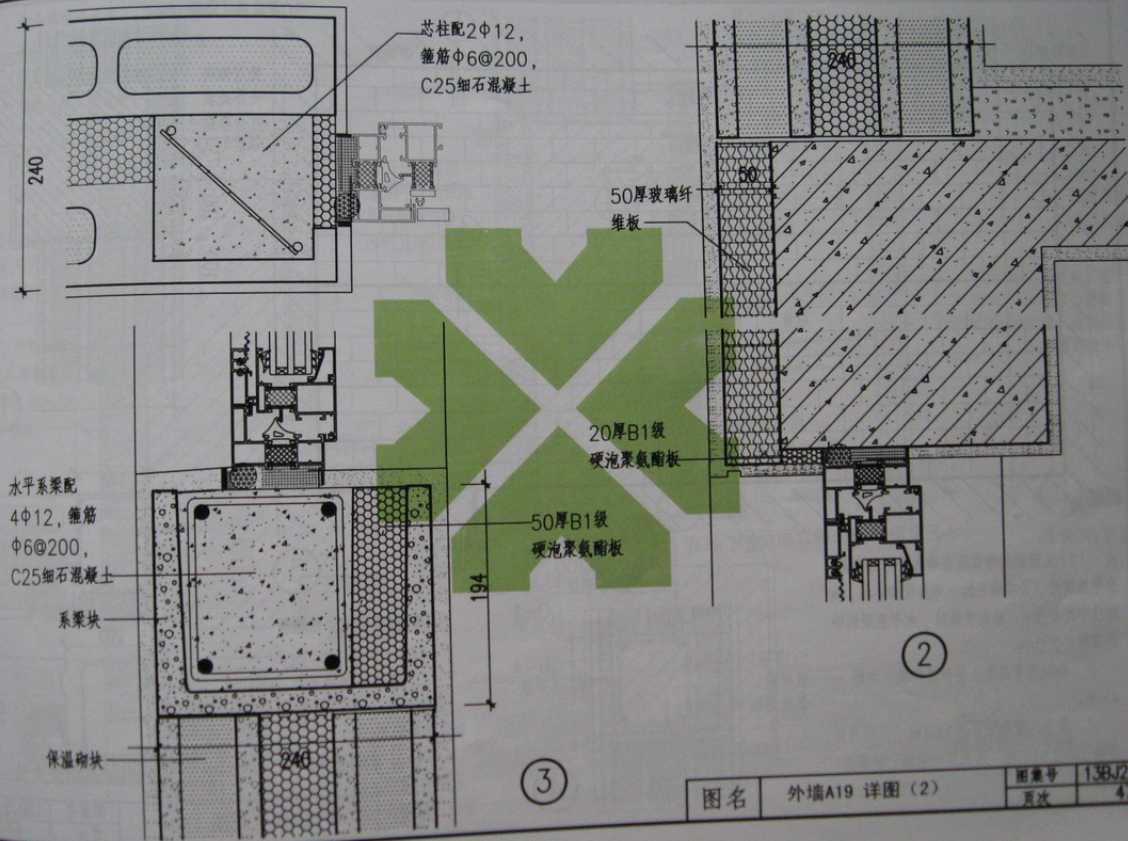 芯柱配2Φ12，
箍筋Φ6@200，
C25细石混凝土
240
240
50
50厚玻璃纤
维板
20厚B1级
硬泡聚氨酯板
②
水平系梁配
4Φ12，箍筋
Φ6@200，
C25细石混凝土
系梁块
50厚B1级
硬泡聚氨酯板
194
保温砌块
240
③
图名
外墙A19 详图（2）
图集号
13BJ2
页次
4